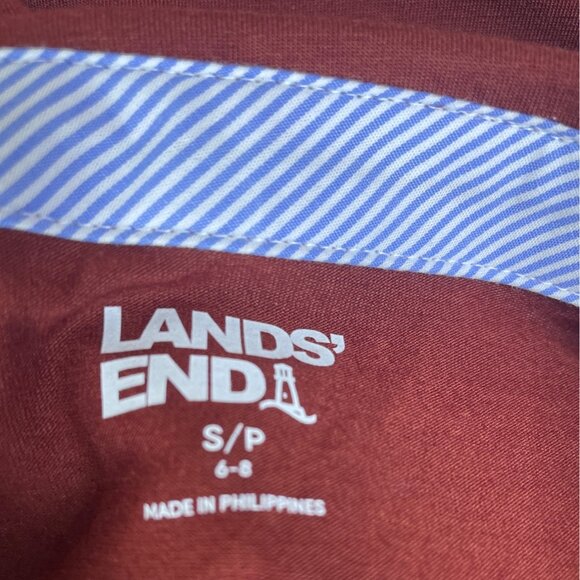 LANDS'
END
S/P
6-8
MADE IN PHILIPPINES